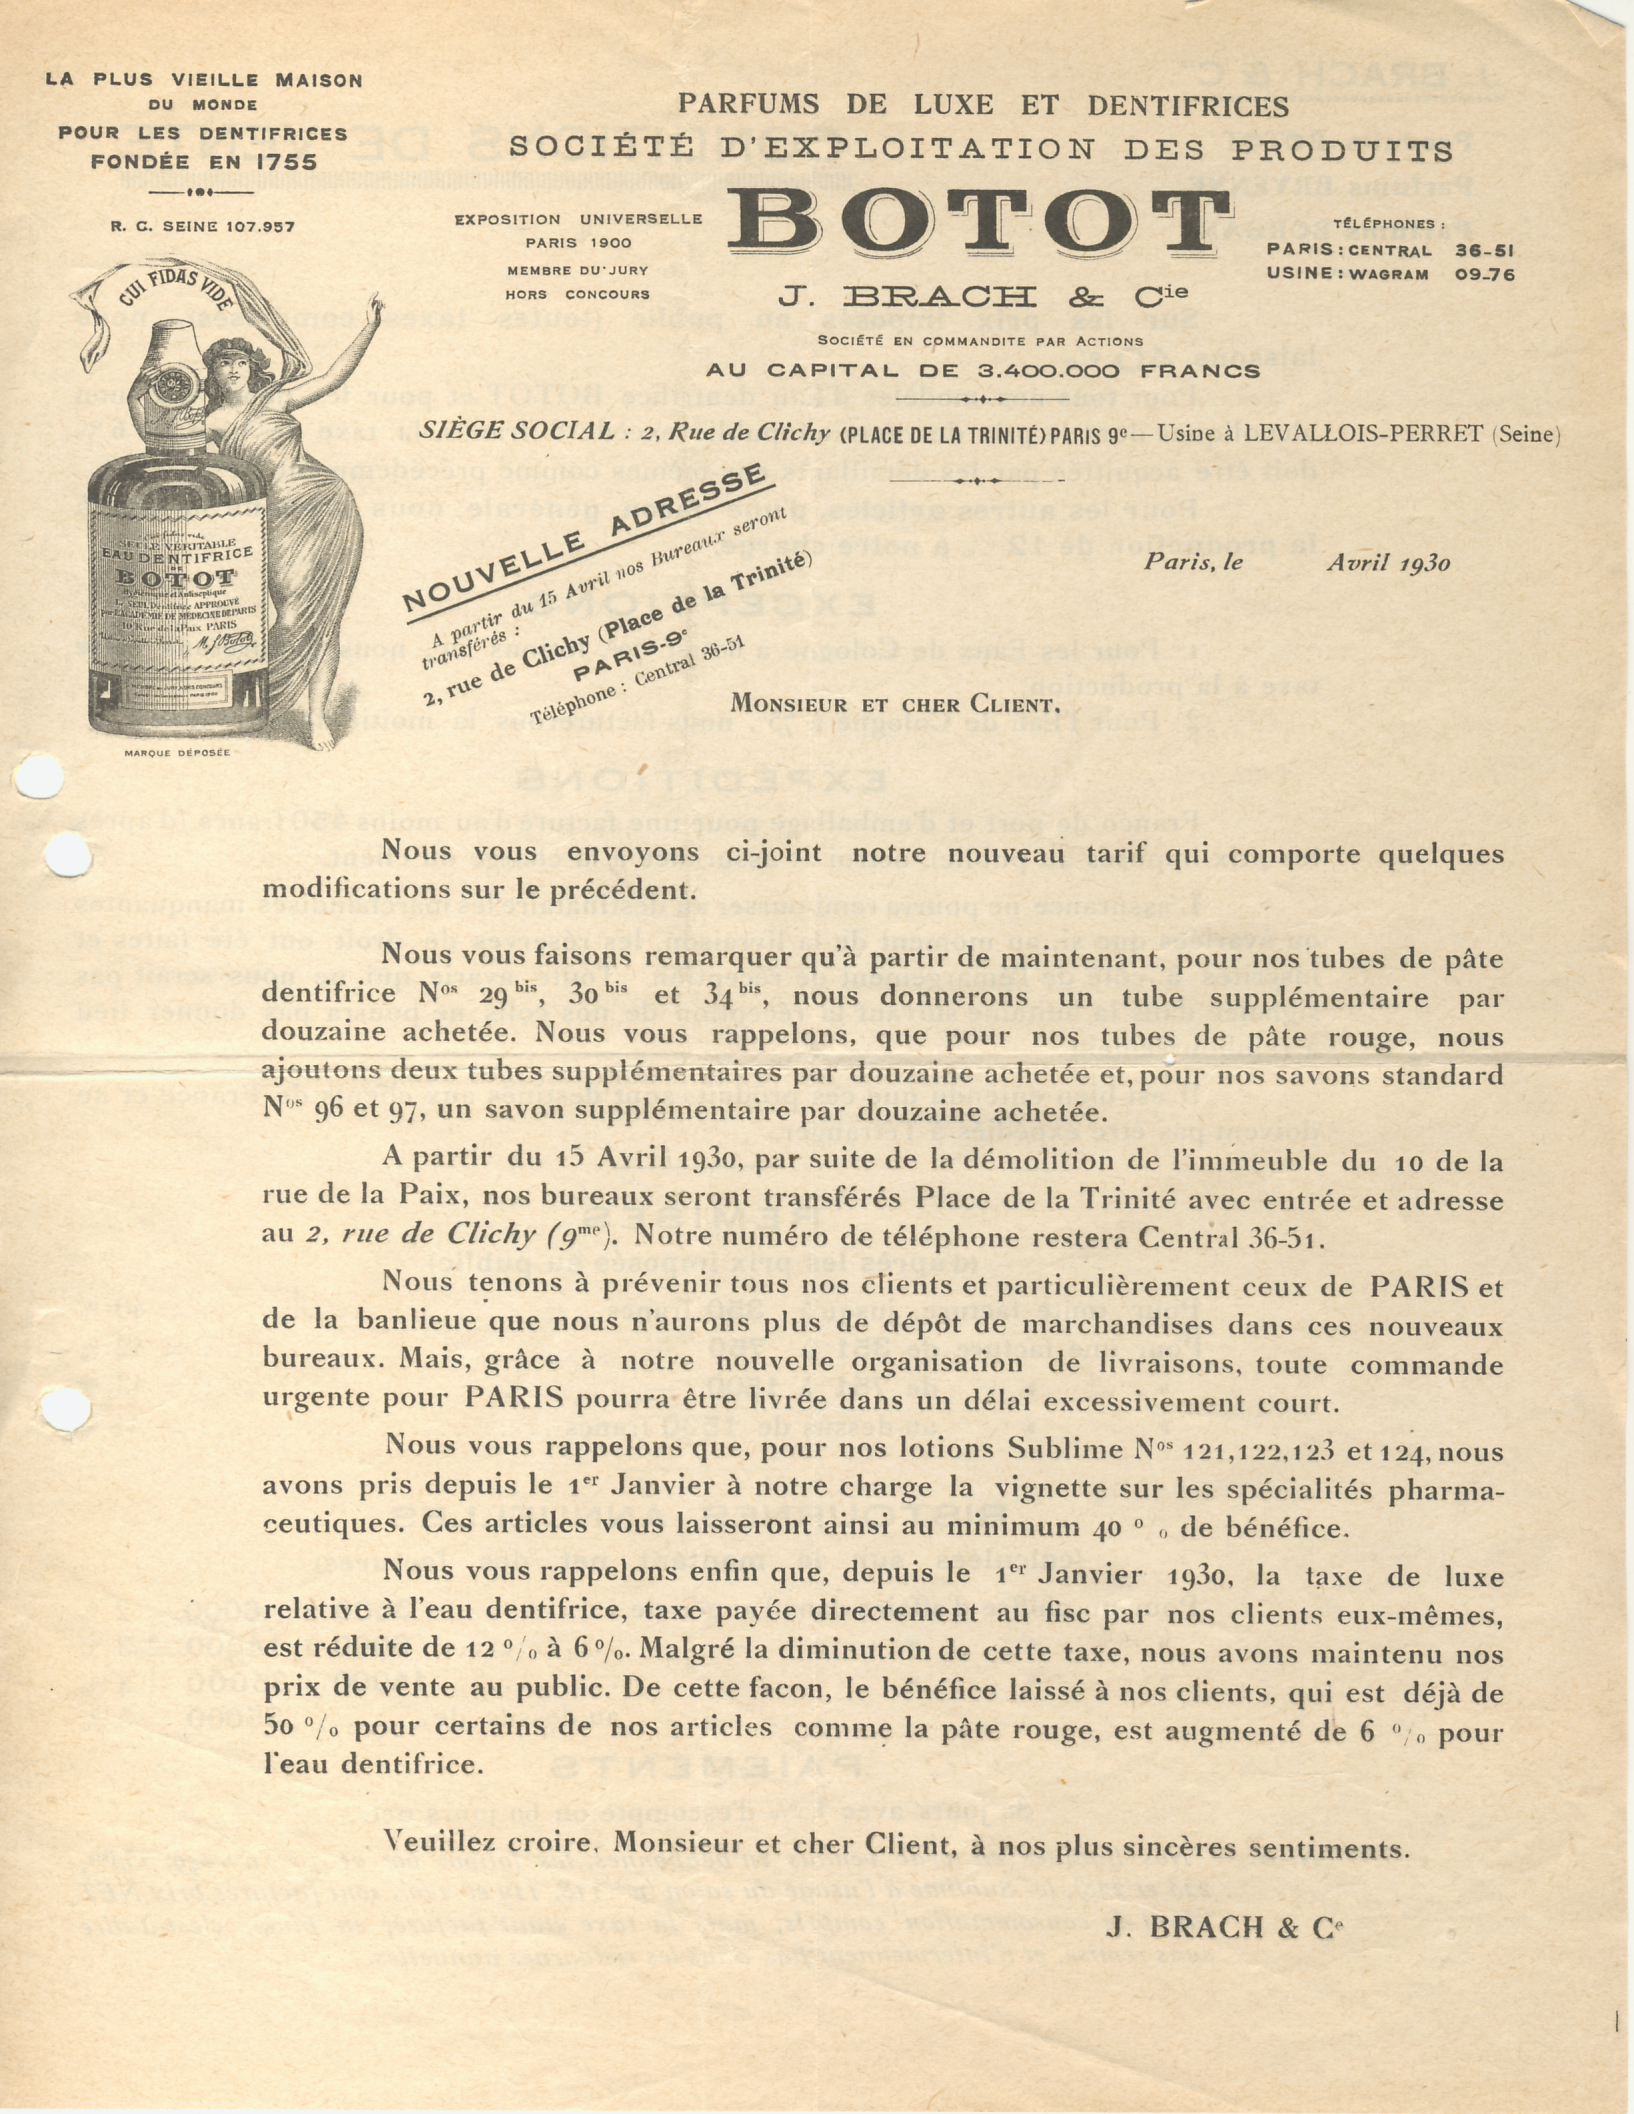 LA PLUS VIEILLE MAISON
DU MONDE
POUR LES DENTIFRICES
FONDÉE EN 1755
R. C. SEINE 107.957
PARFUMS DE LUXE ET DENTIFRICES
SOCIÉTÉ D'EXPLOITATION DES PRODUITS
BOTOT
EXPOSITION UNIVERSELLE
PARIS 1900
MEMBRE DU JURY
HORS CONCOURS
TÉLÉPHONES :
PARIS : CENTRAL 36-51
USINE : WAGRAM 09-76
J. BRACH & Cie
SOCIÉTÉ EN COMMANDITE PAR ACTIONS
AU CAPITAL DE 3.400.000 FRANCS
SIÈGE SOCIAL : 2, Rue de Clichy (PLACE DE LA TRINITÉ) PARIS 9e — Usine à LEVALLOIS-PERRET (Seine)
CUI FIDAS VIDE
SEULE VÉRITABLE
EAU DENTIFRICE
DE
BOTOT
Le SEUL Dentifrice APPROUVÉ
par L'ACADÉMIE DE MÉDECINE DE PARIS
10 Rue de la Paix PARIS
M. S. Botot
MARQUE DÉPOSÉE
NOUVELLE ADRESSE
A partir du 15 Avril nos Bureaux seront
transférés :
2, rue de Clichy (Place de la Trinité)
PARIS-9e
Téléphone : Central 36-51
Paris, le Avril 1930
MONSIEUR ET CHER CLIENT,
Nous vous envoyons ci-joint notre nouveau tarif qui comporte quelques
modifications sur le précédent.
Nous vous faisons remarquer qu'à partir de maintenant, pour nos tubes de pâte
dentifrice Nos 29 bis, 30 bis et 34 bis, nous donnerons un tube supplémentaire par
douzaine achetée. Nous vous rappelons, que pour nos tubes de pâte rouge, nous
ajoutons deux tubes supplémentaires par douzaine achetée et, pour nos savons standard
Nos 96 et 97, un savon supplémentaire par douzaine achetée.
A partir du 15 Avril 1930, par suite de la démolition de l'immeuble du 10 de la
rue de la Paix, nos bureaux seront transférés Place de la Trinité avec entrée et adresse
au 2, rue de Clichy (9me). Notre numéro de téléphone restera Central 36-51.
Nous tenons à prévenir tous nos clients et particulièrement ceux de PARIS et
de la banlieue que nous n'aurons plus de dépôt de marchandises dans ces nouveaux
bureaux. Mais, grâce à notre nouvelle organisation de livraisons, toute commande
urgente pour PARIS pourra être livrée dans un délai excessivement court.
Nous vous rappelons que, pour nos lotions Sublime Nos 121, 122, 123 et 124, nous
avons pris depuis le 1er Janvier à notre charge la vignette sur les spécialités pharma-
ceutiques. Ces articles vous laisseront ainsi au minimum 40 % de bénéfice.
Nous vous rappelons enfin que, depuis le 1er Janvier 1930, la taxe de luxe
relative à l'eau dentifrice, taxe payée directement au fisc par nos clients eux-mêmes,
est réduite de 12 % à 6 %. Malgré la diminution de cette taxe, nous avons maintenu nos
prix de vente au public. De cette facon, le bénéfice laissé à nos clients, qui est déjà de
50 % pour certains de nos articles comme la pâte rouge, est augmenté de 6 % pour
l'eau dentifrice.
Veuillez croire, Monsieur et cher Client, à nos plus sincères sentiments.
J. BRACH & Ce